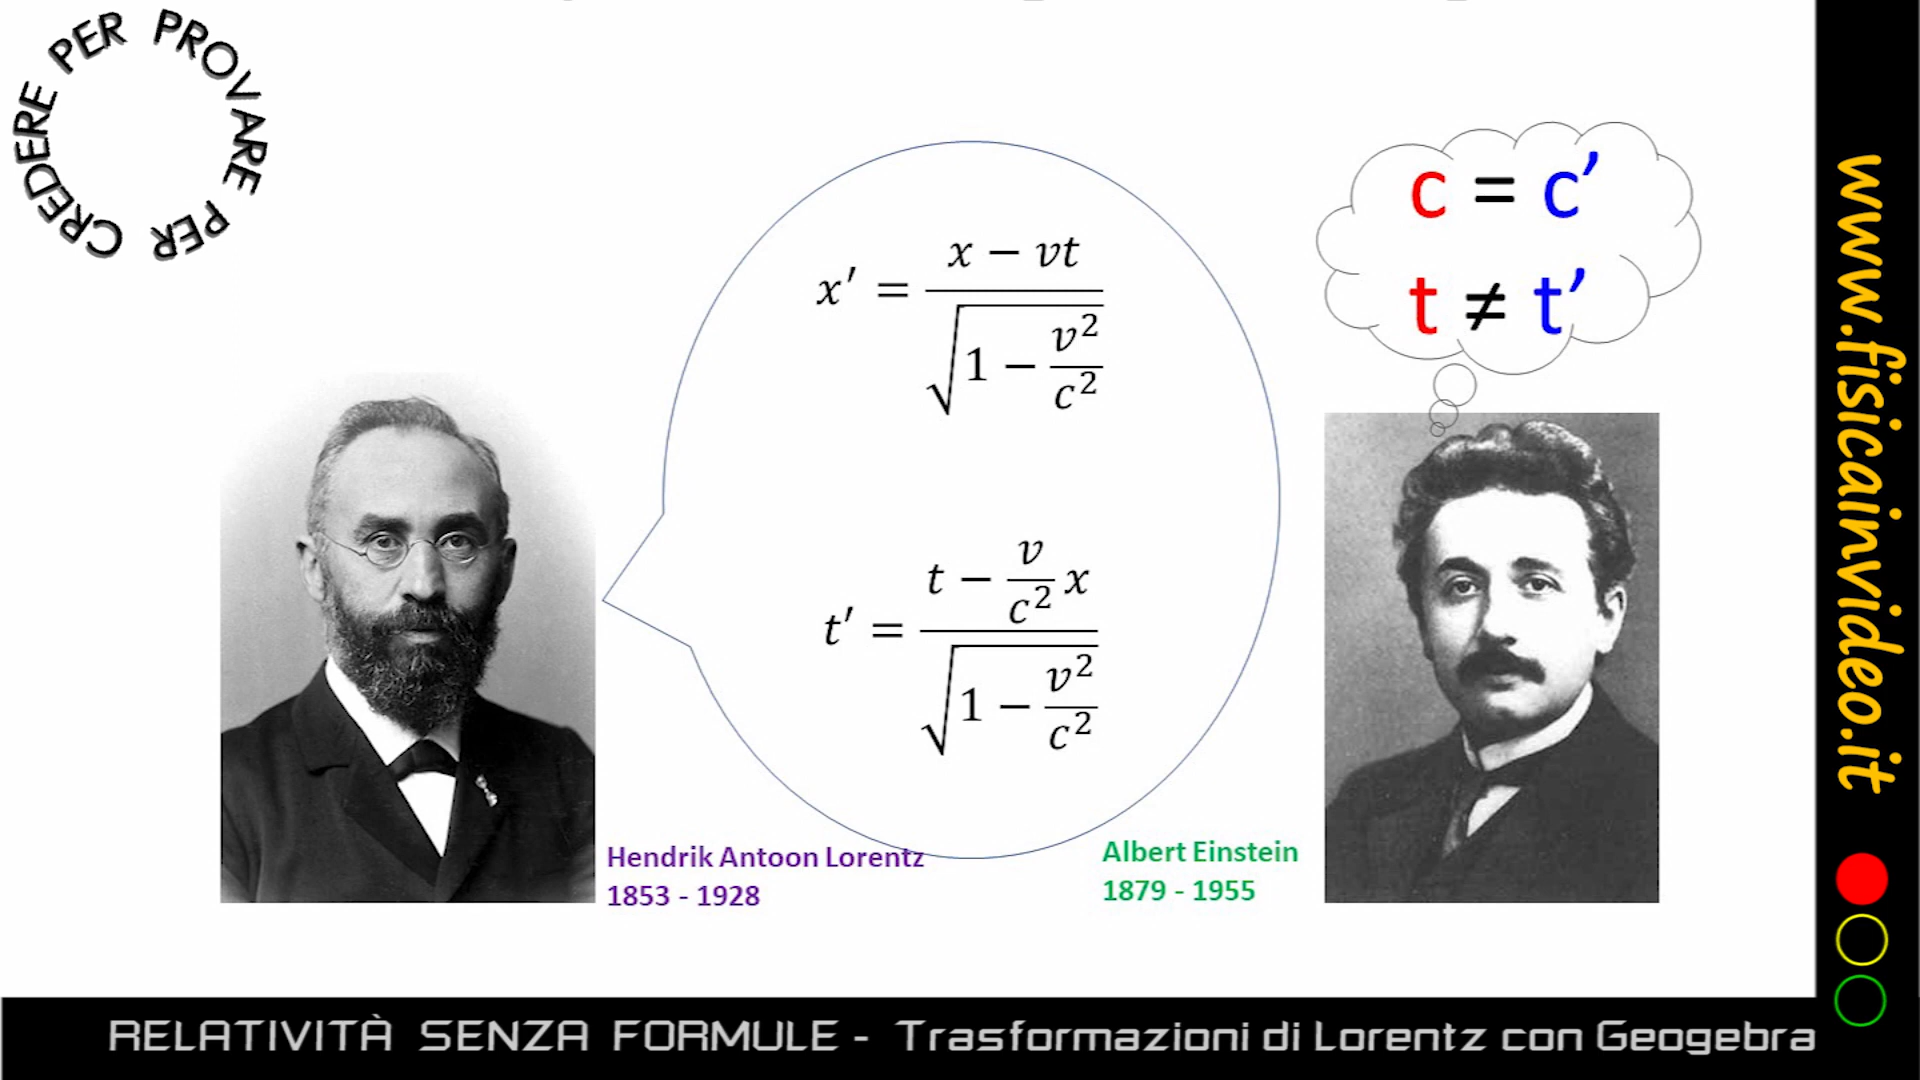 PROVARE PER CREDERE PER
c = c’
t ≠ t’
x′ = (x − vt) / √(1 − v²/c²)
t′ = (t − (v/c²)x) / √(1 − v²/c²)
Hendrik Antoon Lorentz
1853 - 1928
Albert Einstein
1879 - 1955
www.fisicainvideo.it
RELATIVITÀ SENZA FORMULE - Trasformazioni di Lorentz con Geogebra